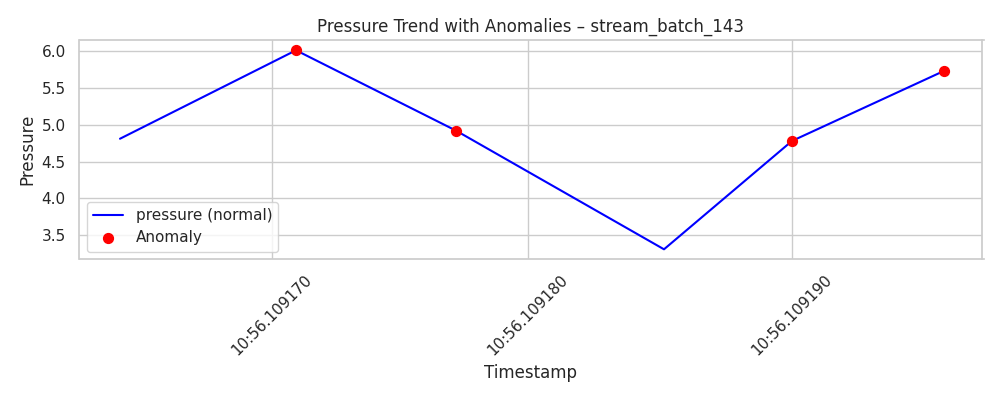 Pressure Trend with Anomalies – stream_batch_143
Pressure
6.0
5.5
5.0
4.5
4.0
3.5
pressure (normal)
Anomaly
10:56.109170
10:56.109180
10:56.109190
Timestamp